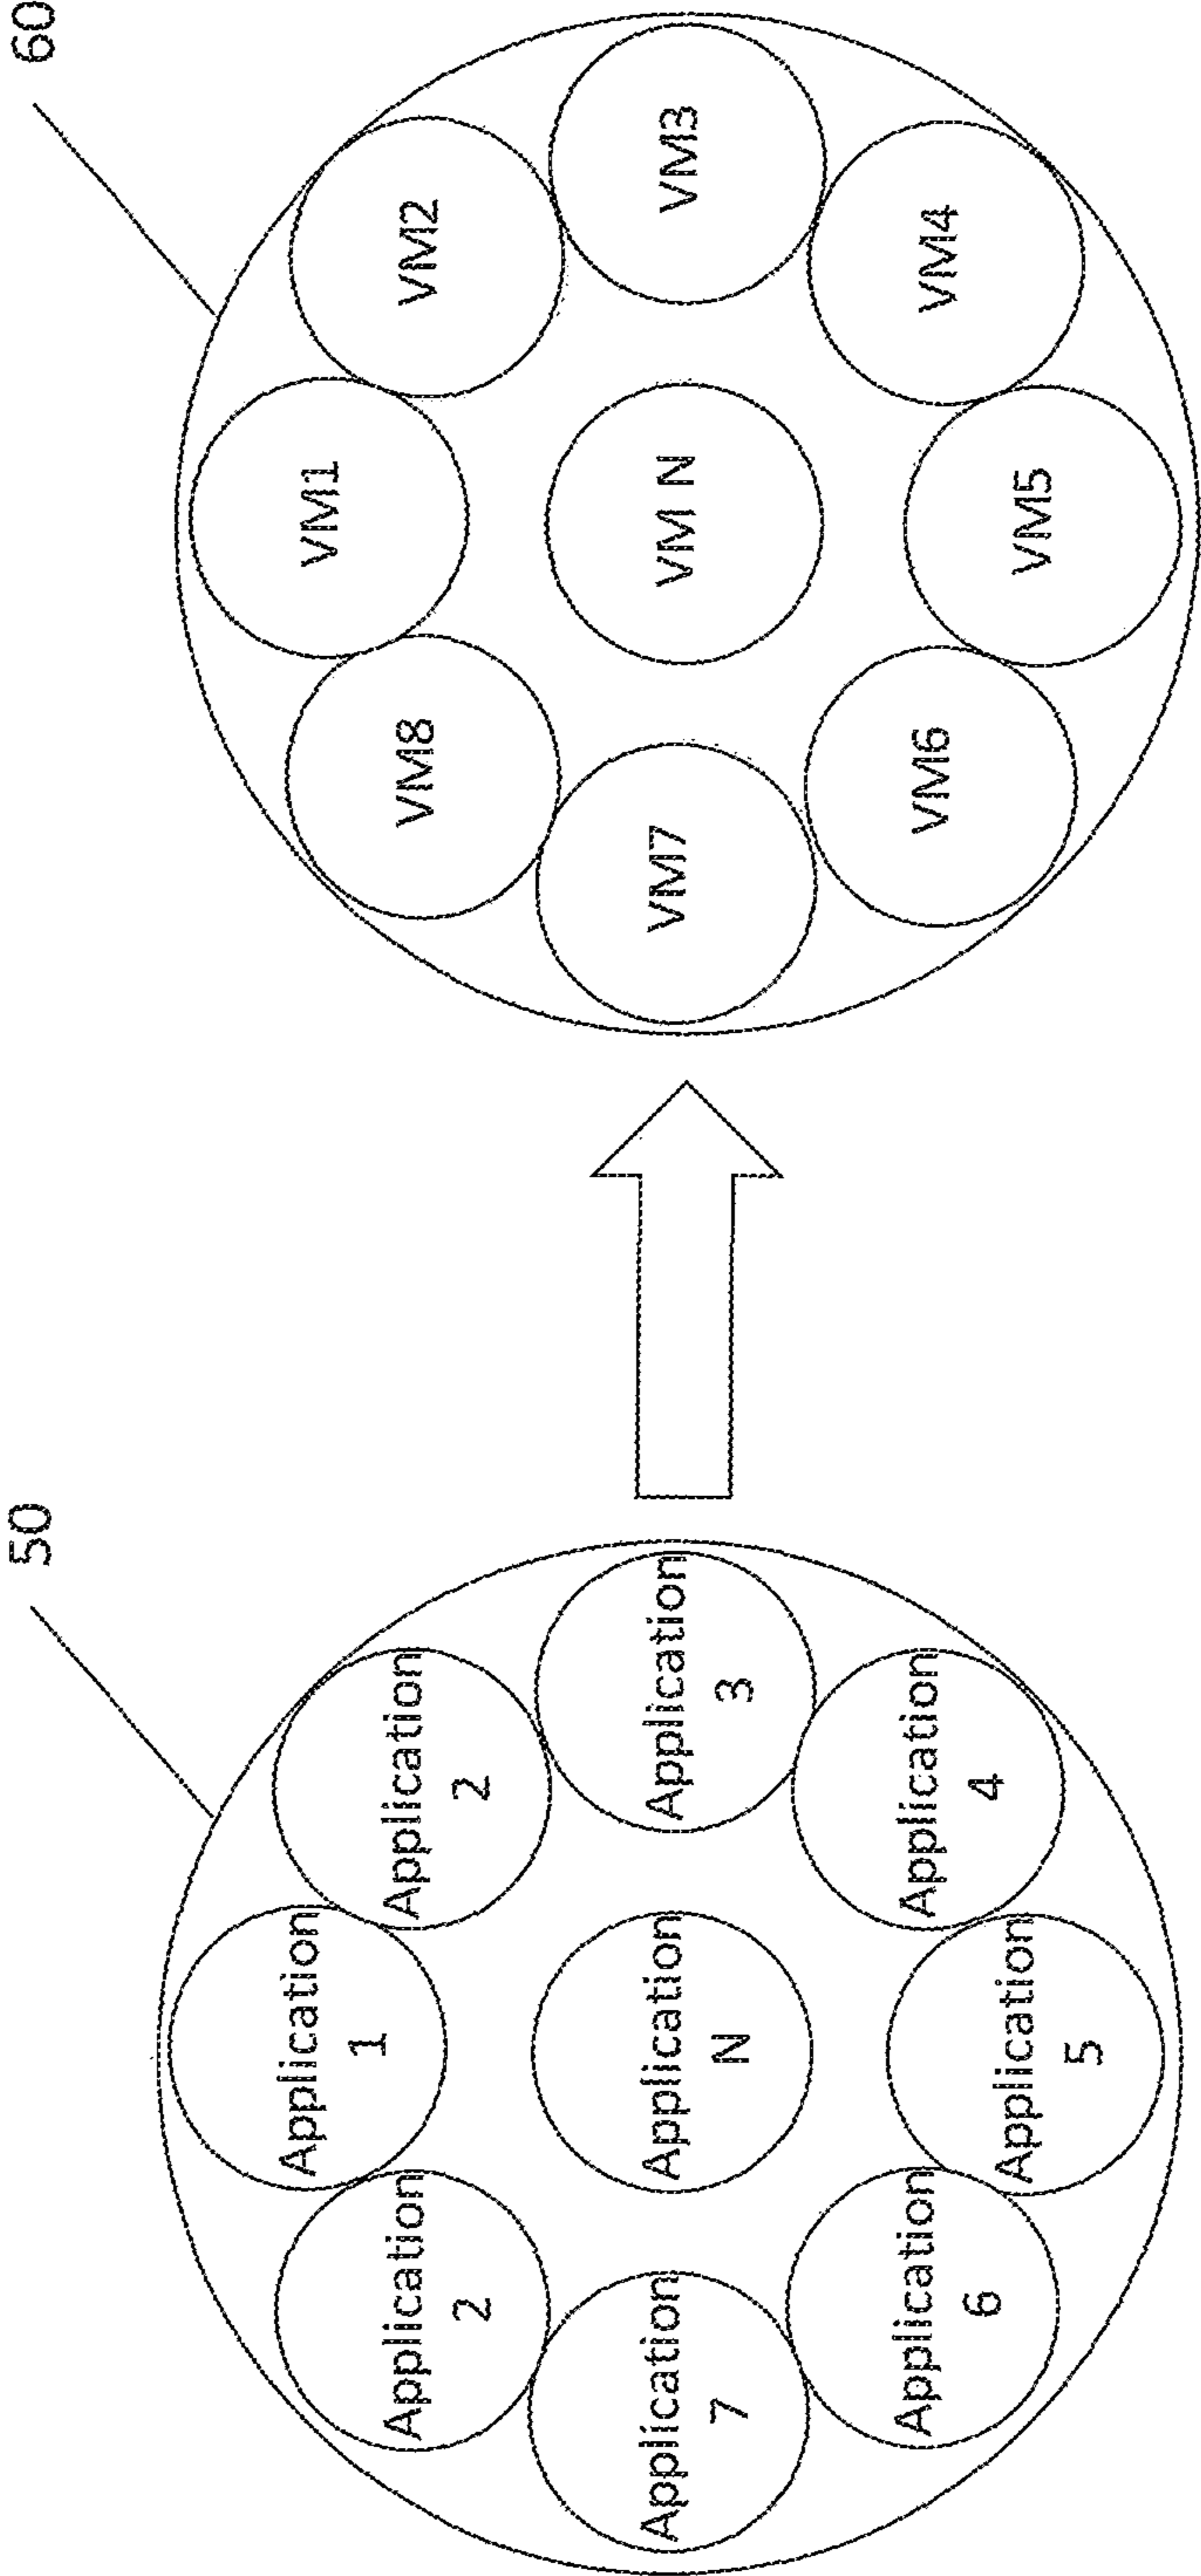 50
Application
1
Application
2
Application
3
Application
4
Application
5
Application
6
Application
7
Application
2
Application
N
60
VM1
VM2
VM3
VM4
VM5
VM6
VM7
VM8
VM N